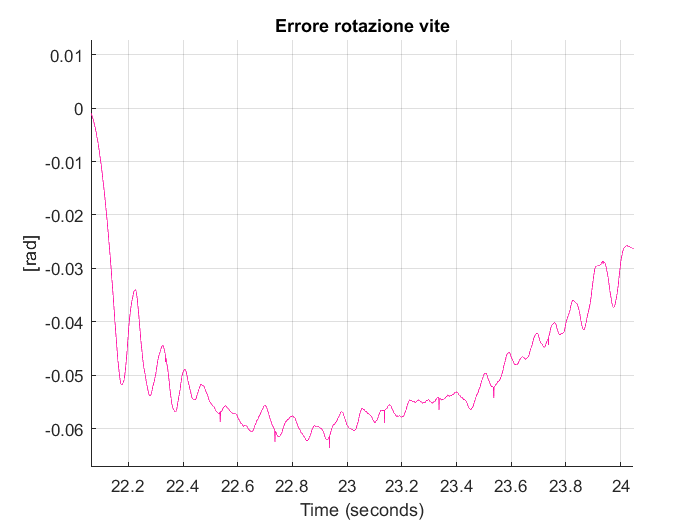 Errore rotazione vite
0.01
0
-0.01
-0.02
-0.03
-0.04
-0.05
-0.06
[rad]
22.2 22.4 22.6 22.8 23 23.2 23.4 23.6 23.8 24
Time (seconds)